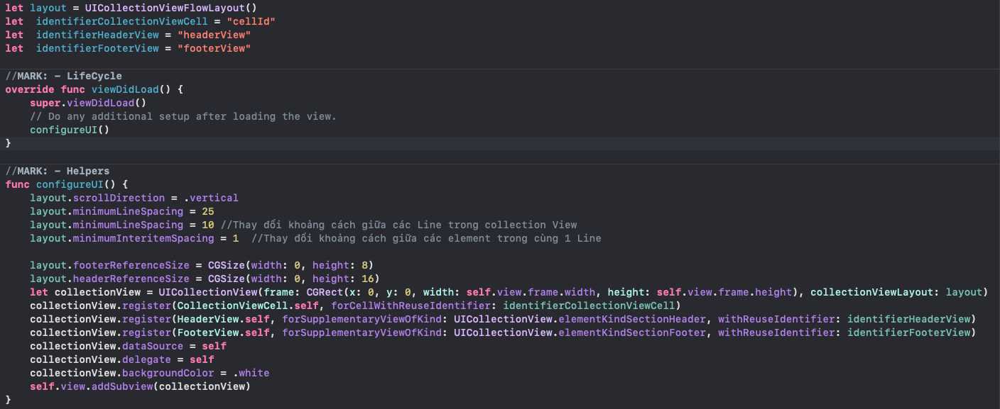 let layout = UICollectionViewFlowLayout()
let  identifierCollectionViewCell = "cellId"
let  identifierHeaderView = "headerView"
let  identifierFooterView = "footerView"
//MARK: - LifeCycle
override func viewDidLoad() {
    super.viewDidLoad()
    // Do any additional setup after loading the view.
    configureUI()
}
//MARK: - Helpers
func configureUI() {
    layout.scrollDirection = .vertical
    layout.minimumLineSpacing = 25
    layout.minimumLineSpacing = 10 //Thay đổi khoảng cách giữa các Line trong collection View
    layout.minimumInteritemSpacing = 1  //Thay đổi khoảng cách giữa các element trong cùng 1 Line
    layout.footerReferenceSize = CGSize(width: 0, height: 8)
    layout.headerReferenceSize = CGSize(width: 0, height: 16)
    let collectionView = UICollectionView(frame: CGRect(x: 0, y: 0, width: self.view.frame.width, height: self.view.frame.height), collectionViewLayout: layout)
    collectionView.register(CollectionViewCell.self, forCellWithReuseIdentifier: identifierCollectionViewCell)
    collectionView.register(HeaderView.self, forSupplementaryViewOfKind: UICollectionView.elementKindSectionHeader, withReuseIdentifier: identifierHeaderView)
    collectionView.register(FooterView.self, forSupplementaryViewOfKind: UICollectionView.elementKindSectionFooter, withReuseIdentifier: identifierFooterView)
    collectionView.dataSource = self
    collectionView.delegate = self
    collectionView.backgroundColor = .white
    self.view.addSubview(collectionView)
}